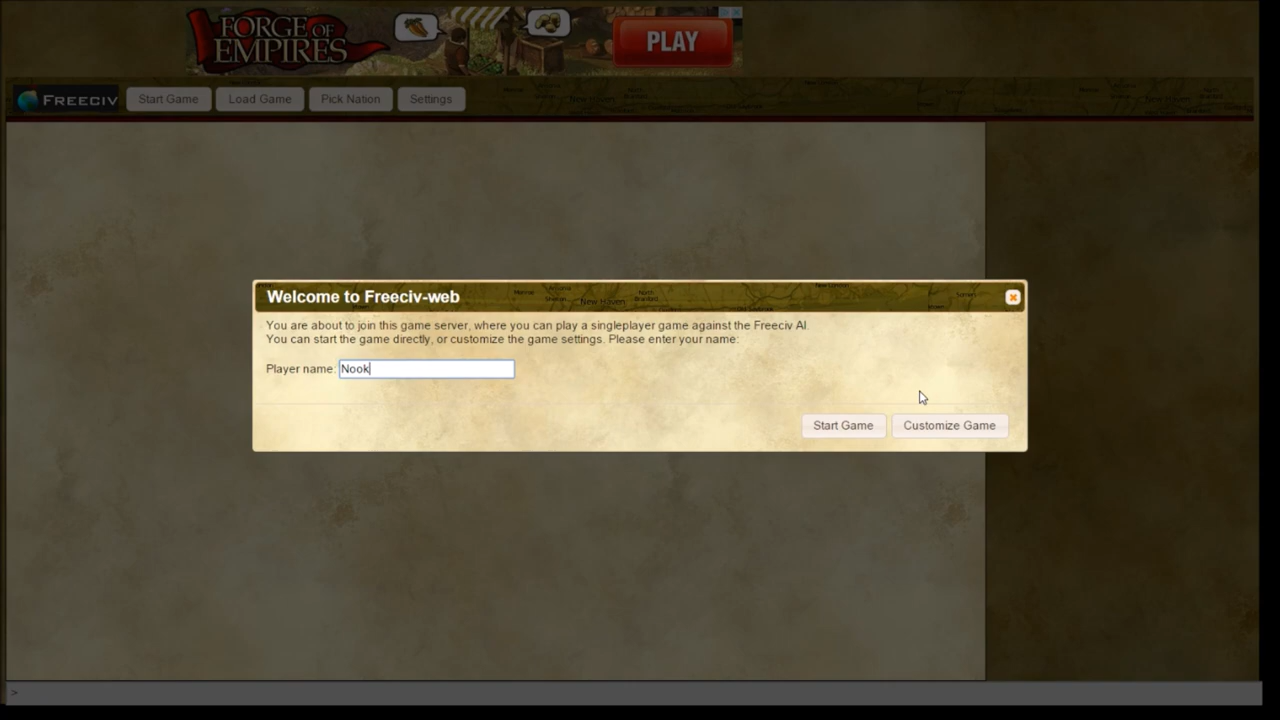 FORGE OF
EMPIRES
PLAY
FREECIV
Start Game
Load Game
Pick Nation
Settings
Welcome to Freeciv-web
New Haven
You are about to join this game server, where you can play a singleplayer game against the Freeciv AI.
You can start the game directly, or customize the game settings. Please enter your name:
Player name: Nook
Start Game
Customize Game
>